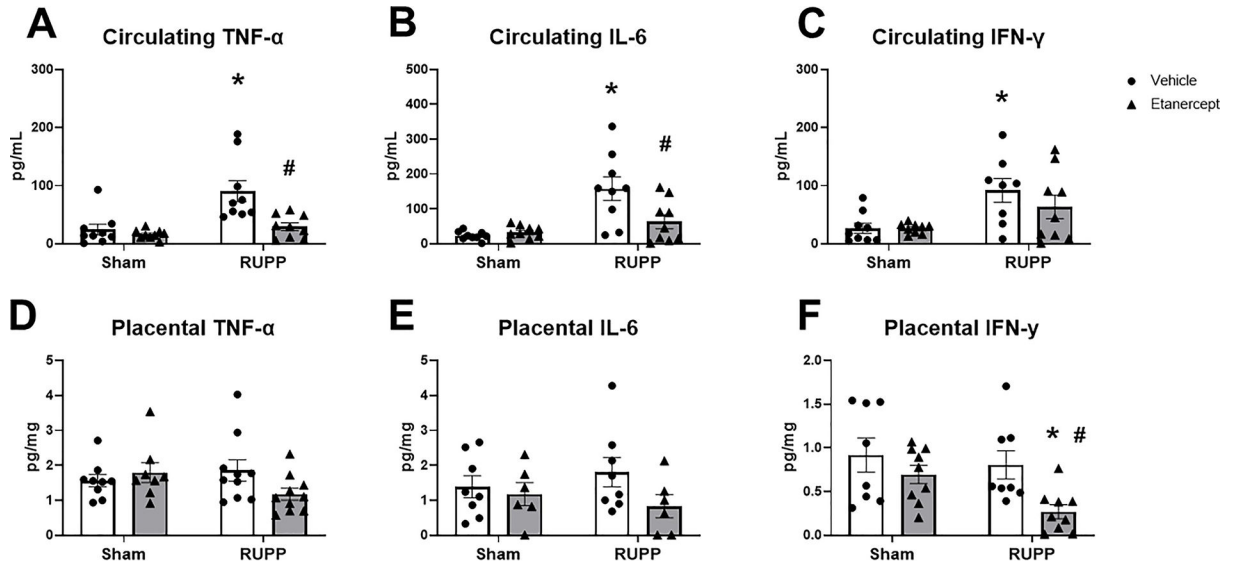 A
Circulating TNF-α
pg/mL
300
200
100
0
*
#
Sham
RUPP
B
Circulating IL-6
pg/mL
500
400
300
200
100
0
*
#
Sham
RUPP
C
Circulating IFN-γ
pg/mL
300
200
100
0
*
Sham
RUPP
Vehicle
Etanercept
D
Placental TNF-α
pg/mg
5
4
3
2
1
0
Sham
RUPP
E
Placental IL-6
pg/mg
5
4
3
2
1
0
Sham
RUPP
F
Placental IFN-y
pg/mg
2.0
1.5
1.0
0.5
0.0
* #
Sham
RUPP